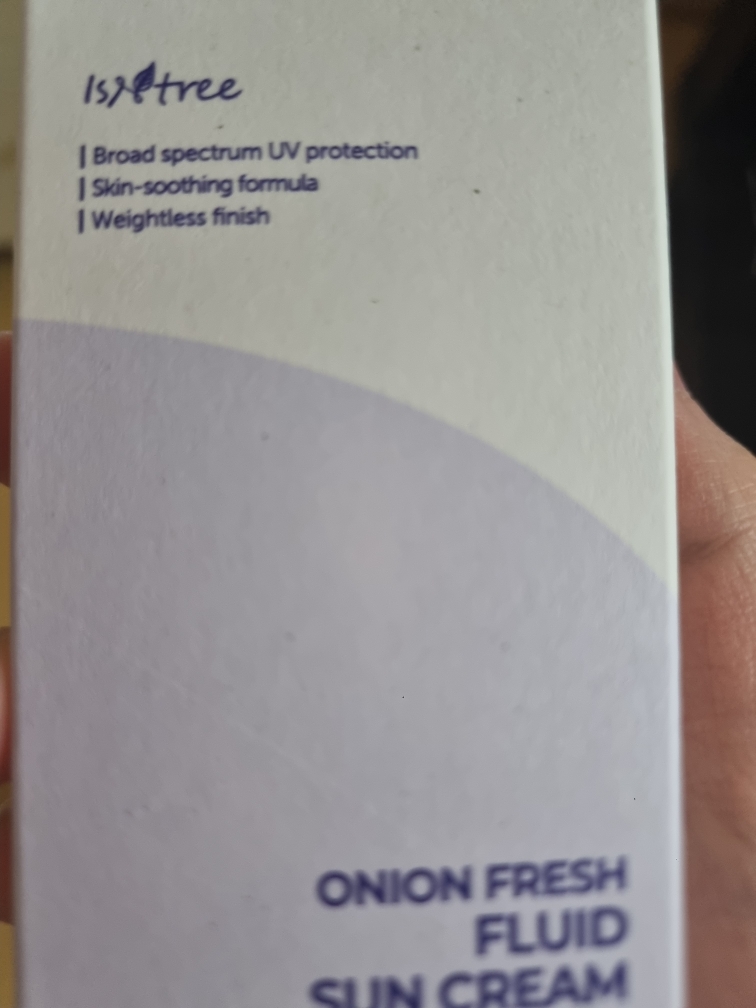 Isntree
| Broad spectrum UV protection
| Skin-soothing formula
| Weightless finish
ONION FRESH
FLUID
SUN CREAM